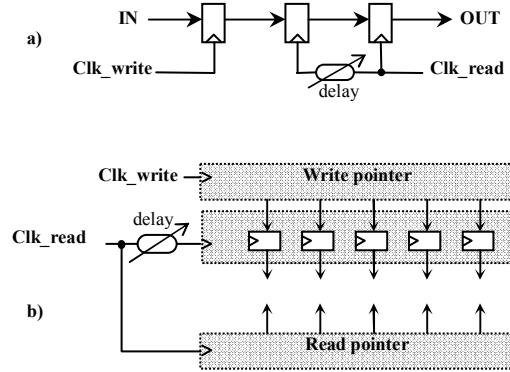 IN
OUT
a)
Clk_write
Clk_read
delay
Clk_write
Write pointer
delay
Clk_read
b)
Read pointer